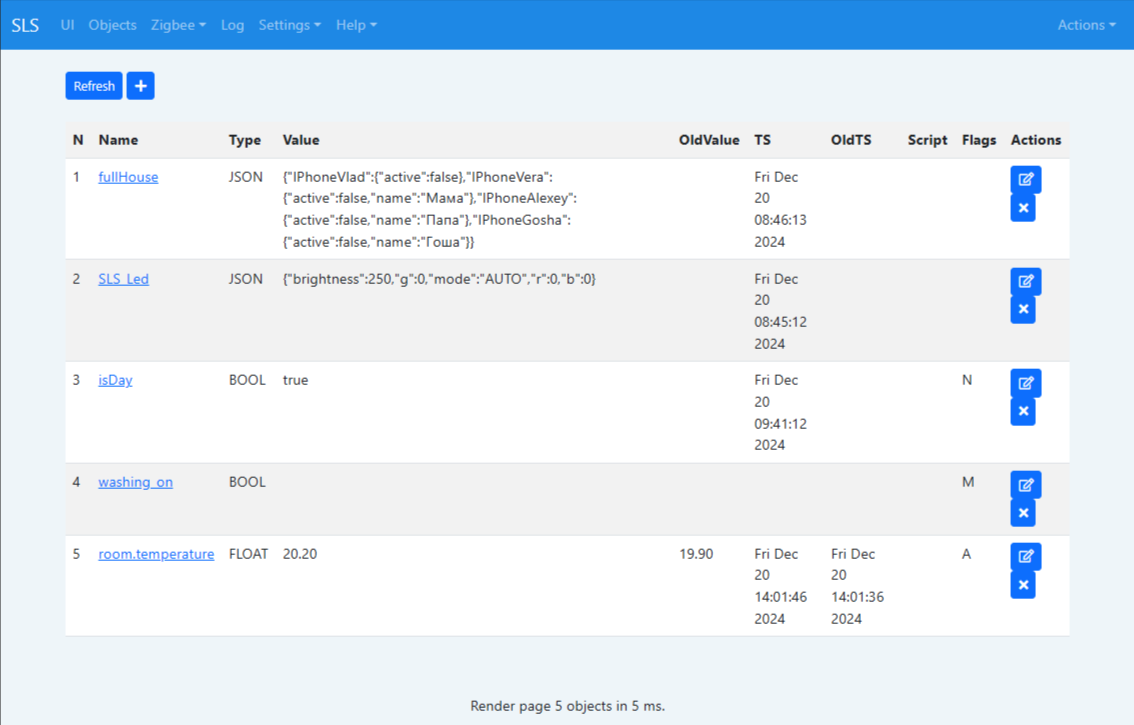 SLS UI Objects Zigbee Log Settings Help Actions
Refresh +
N Name Type Value OldValue TS OldTS Script Flags Actions
1 fullHouse JSON {"IPhoneVlad":{"active":false},"IPhoneVera": Fri Dec
{"active":false,"name":"Мама"},"IPhoneAlexey": 20
{"active":false,"name":"Папа"},"IPhoneGosha": 08:46:13
{"active":false,"name":"Гоша"}} 2024
2 SLS_Led JSON {"brightness":250,"g":0,"mode":"AUTO","r":0,"b":0} Fri Dec
20
08:45:12
2024
3 isDay BOOL true Fri Dec N
20
09:41:12
2024
4 washing_on BOOL M
5 room.temperature FLOAT 20.20 19.90 Fri Dec Fri Dec A
20 20
14:01:46 14:01:36
2024 2024
Render page 5 objects in 5 ms.